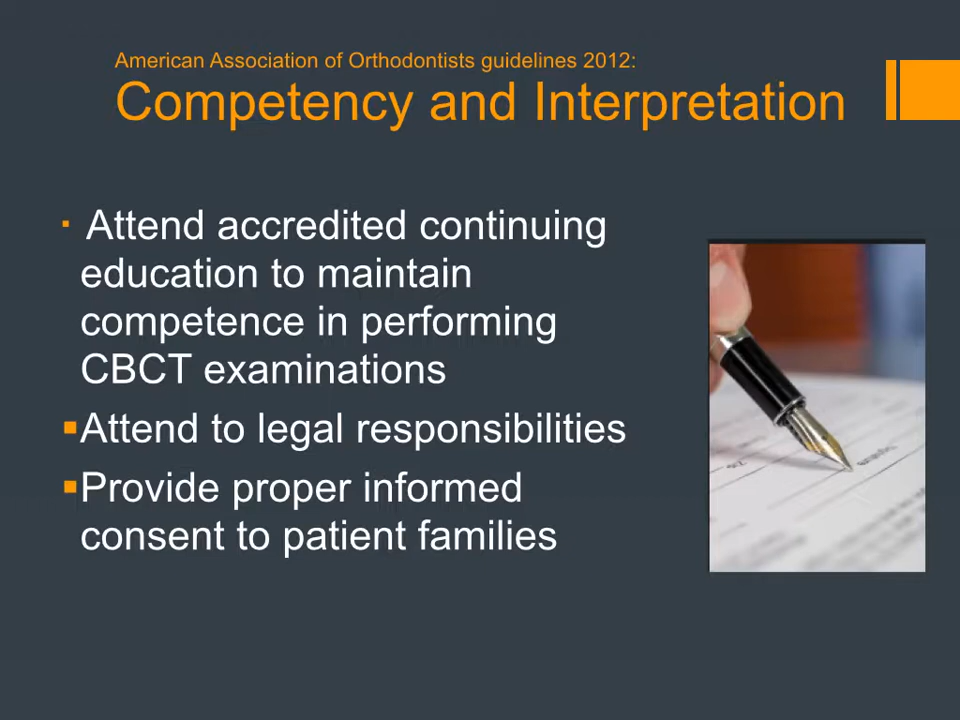 American Association of Orthodontists guidelines 2012:
Competency and Interpretation
Attend accredited continuing
education to maintain
competence in performing
CBCT examinations
Attend to legal responsibilities
Provide proper informed
consent to patient families